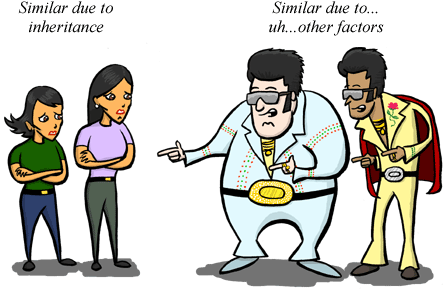 Similar due to
inheritance
Similar due to...
uh...other factors